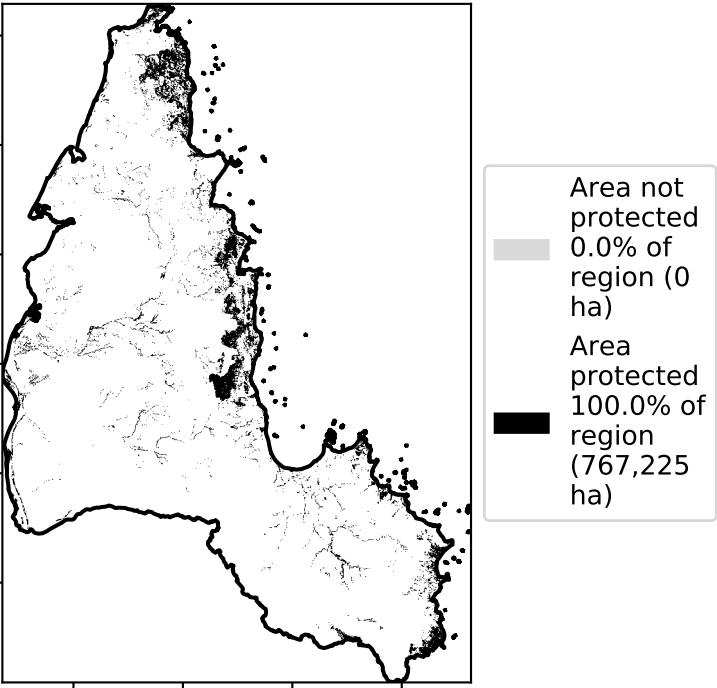 Area not
protected
0.0% of
region (0
ha)
Area
protected
100.0% of
region
(767,225
ha)